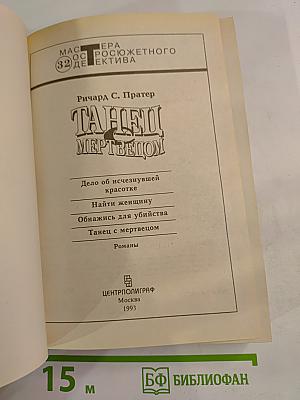 МАСТЕРА
32 ОСТРОСЮЖЕТНОГО
ДЕТЕКТИВА
Ричард С. Пратер
ТАНЕЦ
С
МЕРТВЕЦОМ
Дело об исчезнувшей
красотке
Найти женщину
Обнажись для убийства
Танец с мертвецом
Романы
ЦЕНТРПОЛИГРАФ
Москва
1993
15 м
БФ БИБЛИОФАН